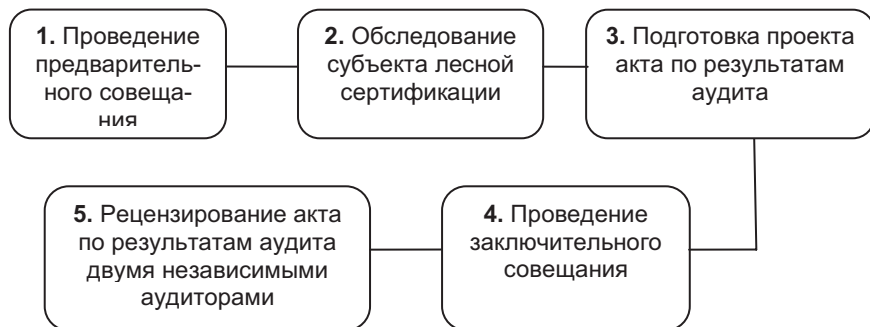 1. Проведение
предваритель-
ного совеща-
ния
2. Обследование
субъекта лесной
сертификации
3. Подготовка проекта
акта по результатам
аудита
4. Проведение
заключительного
совещания
5. Рецензирование акта
по результатам аудита
двумя независимыми
аудиторами